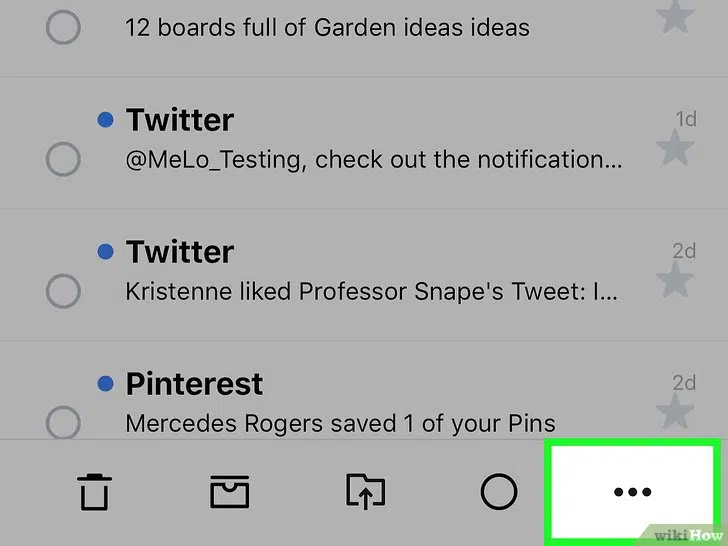 12 boards full of Garden ideas ideas
Twitter
1d
@MeLo_Testing, check out the notification...
Twitter
2d
Kristenne liked Professor Snape's Tweet: I...
Pinterest
2d
Mercedes Rogers saved 1 of your Pins
wikiHow